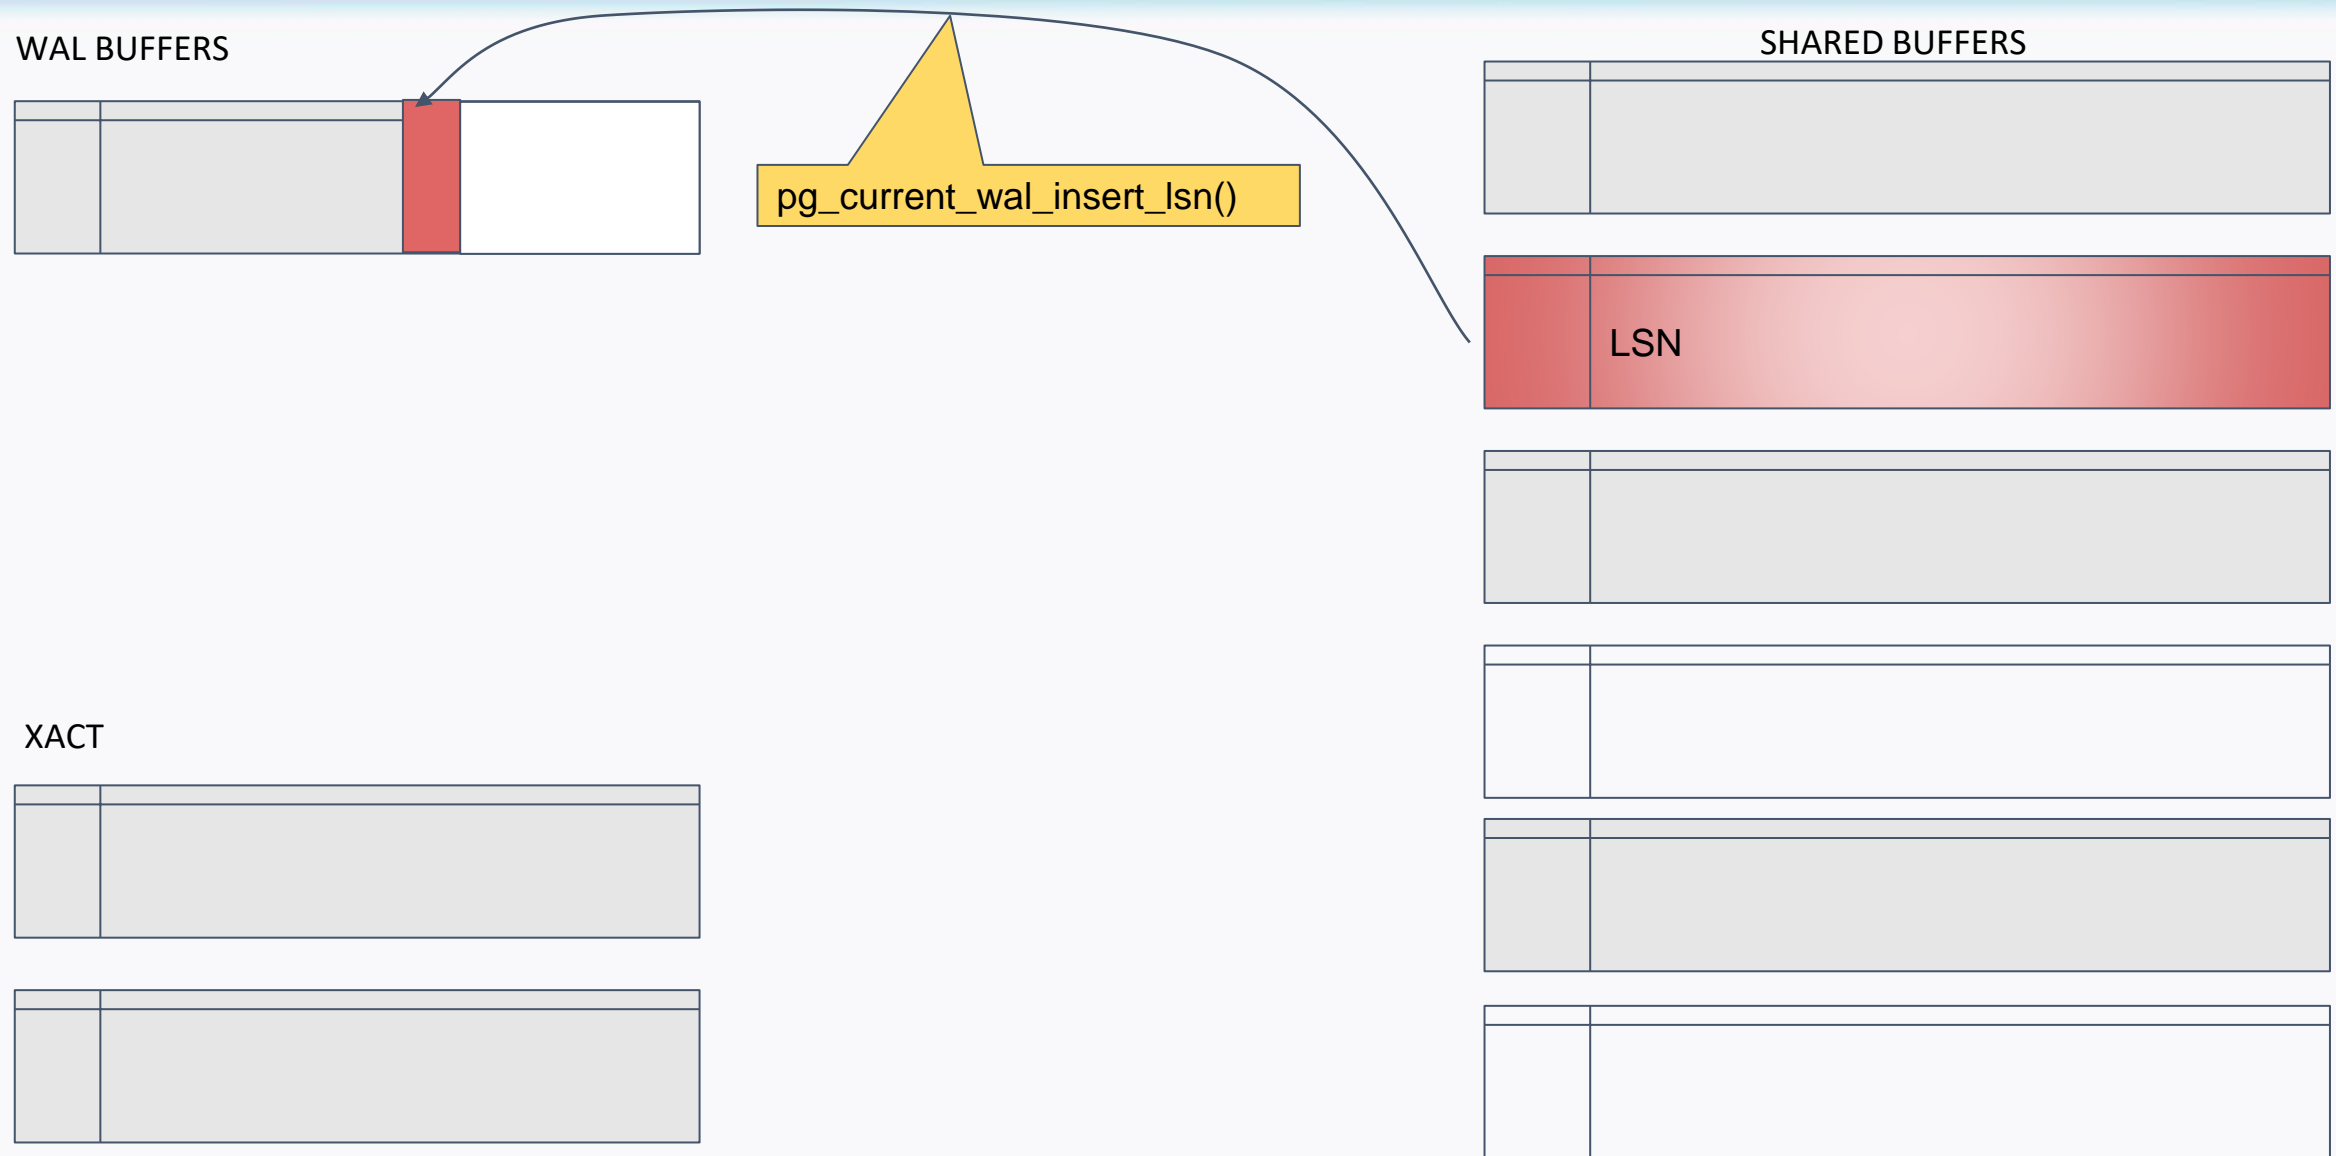 WAL BUFFERS
SHARED BUFFERS
pg_current_wal_insert_lsn()
LSN
XACT